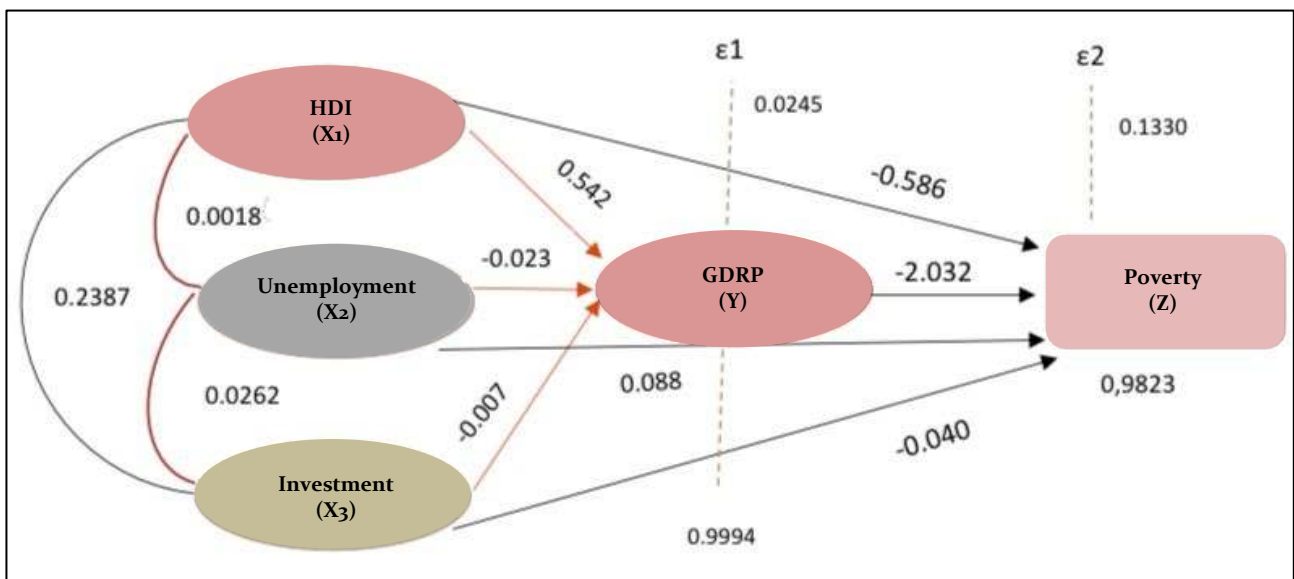 ε1
ε2
HDI
(X1)
0.0245
0.1330
0.542
-0.586
0.0018
-0.023
GDRP
(Y)
-2.032
Poverty
(Z)
Unemployment
(X2)
0.2387
0.088
0,9823
0.0262
-0.007
-0.040
Investment
(X3)
0.9994